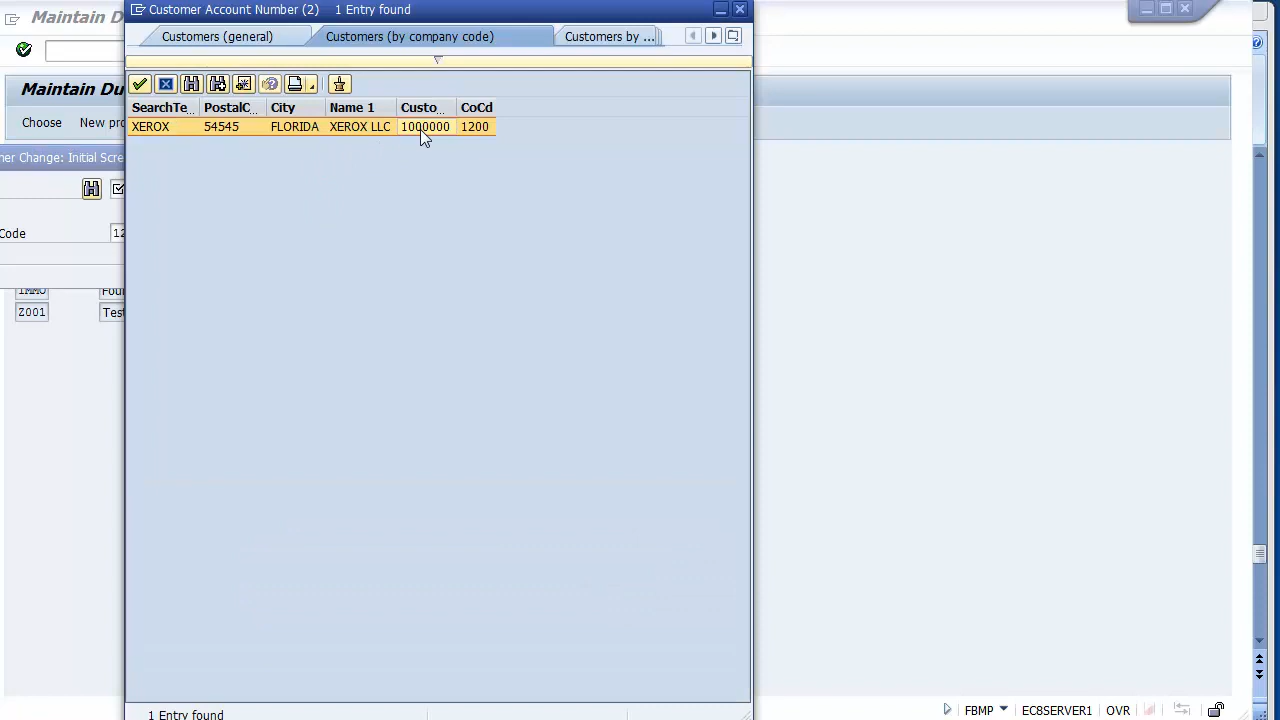 Maintain D
Customer Account Number (2) 1 Entry found
Customers (general) Customers (by company code) Customers by ...
Maintain Du
Choose New pro
SearchTe.. PostalC.. City Name 1 Custo... CoCd
XEROX 54545 FLORIDA XEROX LLC 1000000 1200
mer Change: Initial Scre
Code 12
Z001 Test
1 Entry found
FBMP EC8SERVER1 OVR